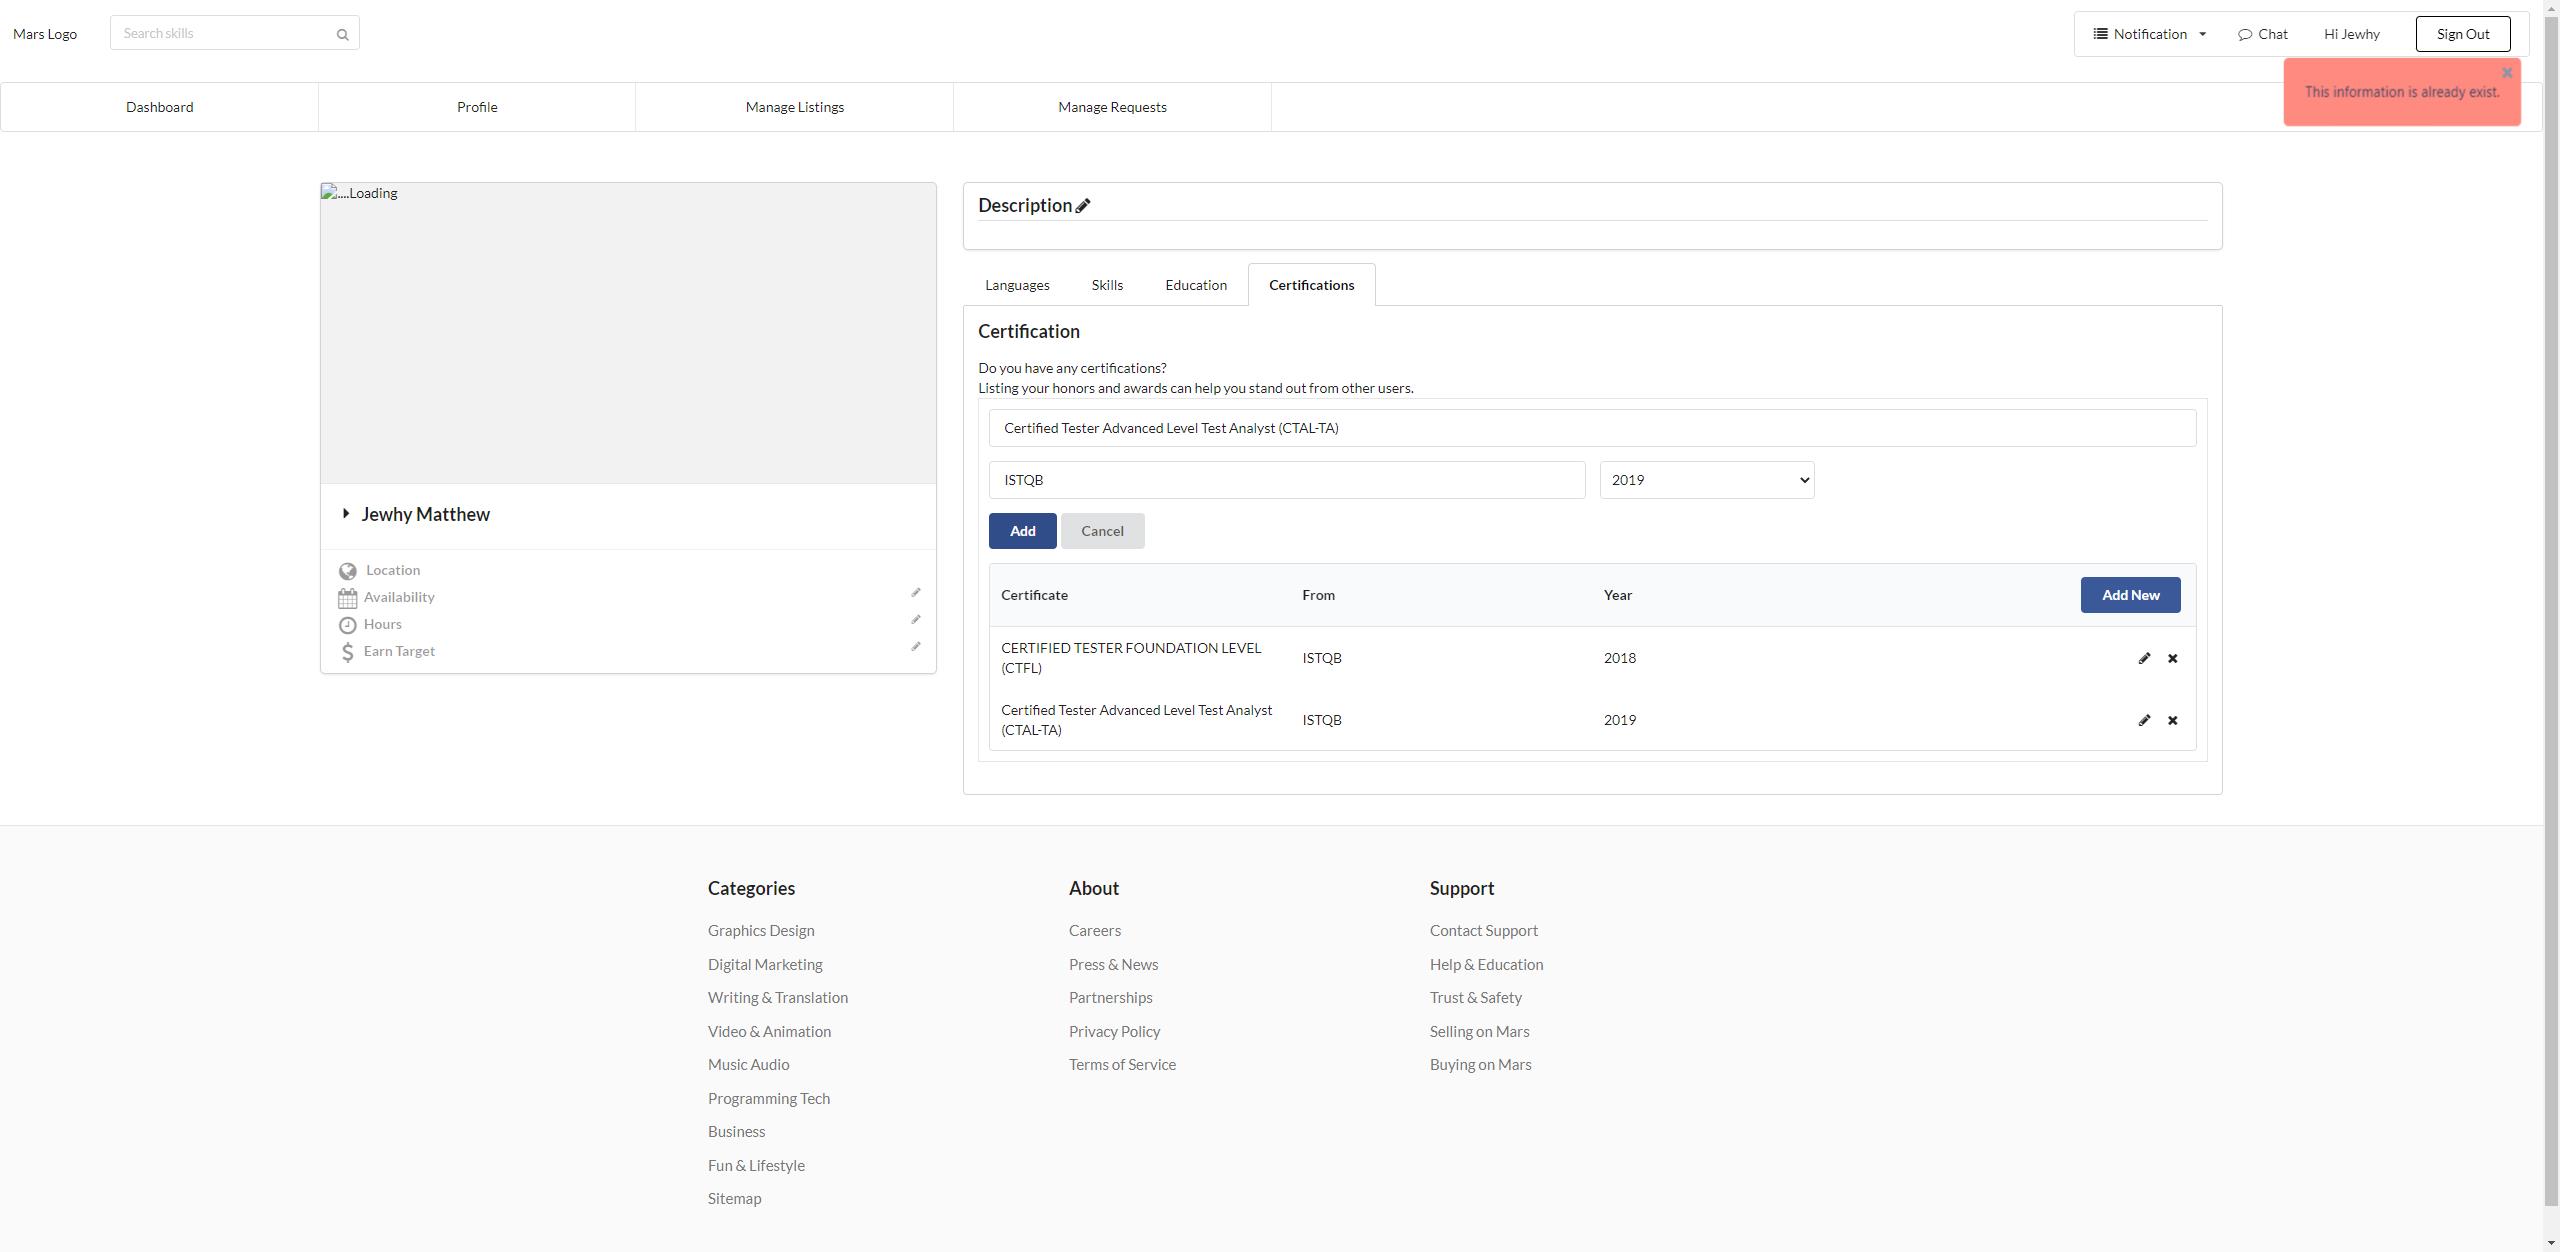 Mars Logo
Search skills
Notification
Chat
Hi Jewhy
Sign Out
This information is already exist.
Dashboard
Profile
Manage Listings
Manage Requests
....Loading
Jewhy Matthew
Location
Availability
Hours
Earn Target
Description
Languages
Skills
Education
Certifications
Certification
Do you have any certifications?
Listing your honors and awards can help you stand out from other users.
Certified Tester Advanced Level Test Analyst (CTAL-TA)
ISTQB
2019
Add
Cancel
Certificate
From
Year
Add New
CERTIFIED TESTER FOUNDATION LEVEL
(CTFL)
ISTQB
2018
Certified Tester Advanced Level Test Analyst
(CTAL-TA)
ISTQB
2019
Categories
Graphics Design
Digital Marketing
Writing & Translation
Video & Animation
Music Audio
Programming Tech
Business
Fun & Lifestyle
Sitemap
About
Careers
Press & News
Partnerships
Privacy Policy
Terms of Service
Support
Contact Support
Help & Education
Trust & Safety
Selling on Mars
Buying on Mars